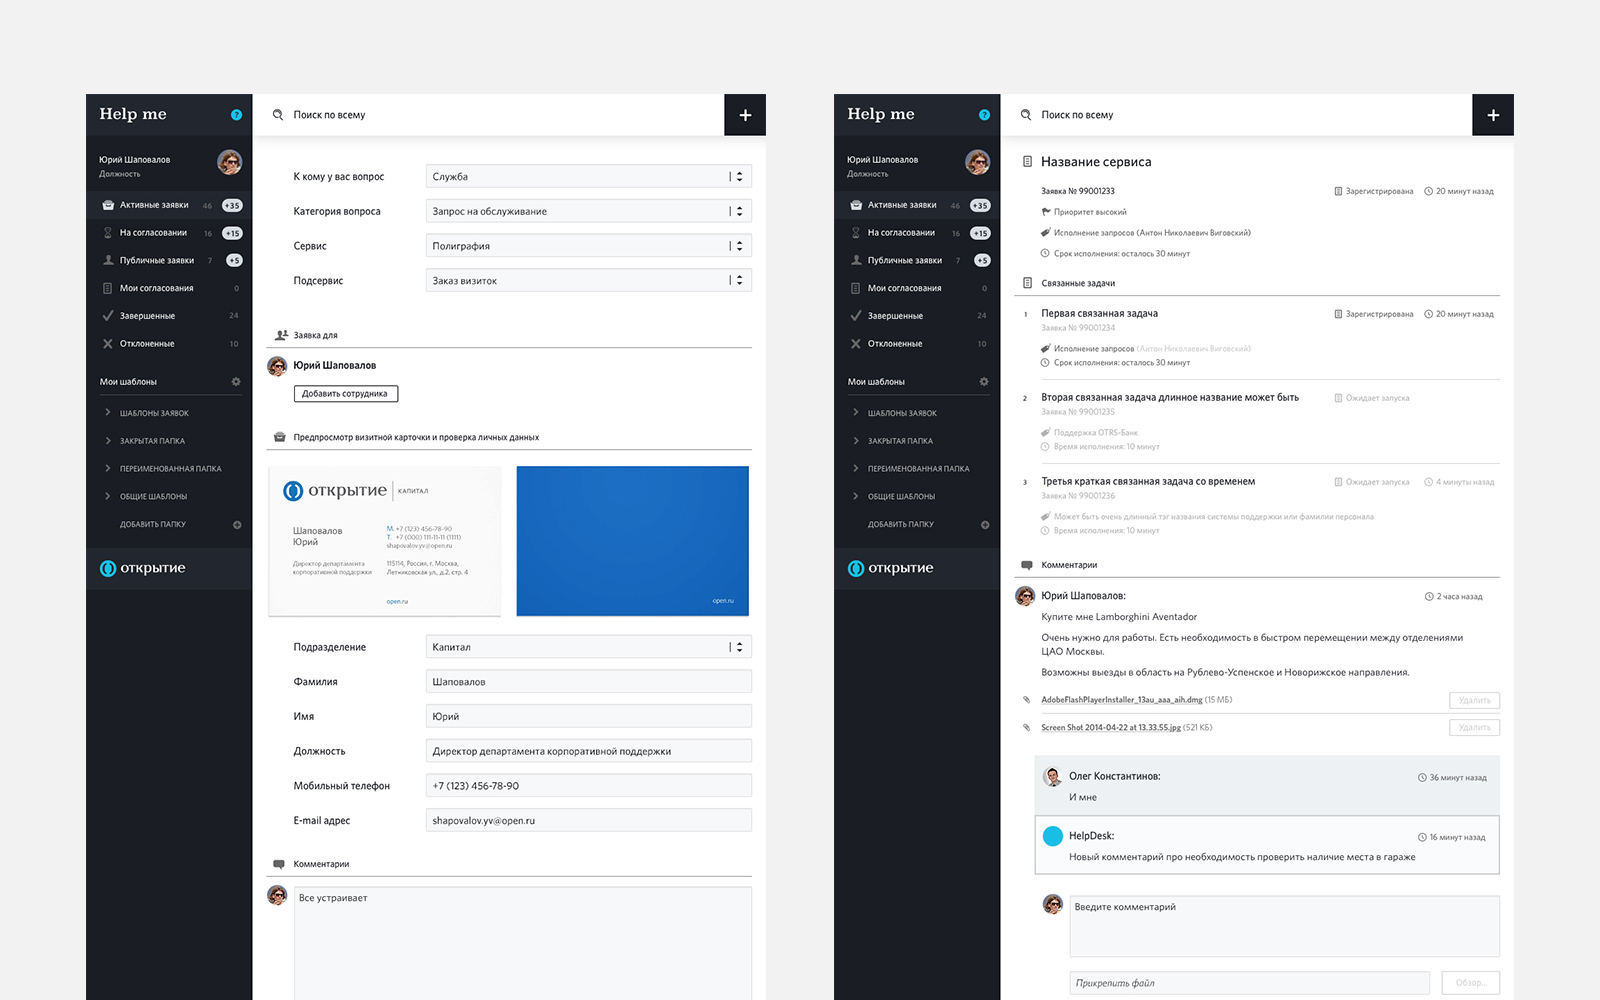 Help me
?
Поиск по всему
+
Юрий Шаповалов
Должность
Активные заявки 46 +35
На согласовании 16 +15
Публичные заявки 7 +5
Мои согласования 0
Завершенные 24
Отклоненные 10
Мои шаблоны
ШАБЛОНЫ ЗАЯВОК
ЗАКРЫТАЯ ПАПКА
ПЕРЕИМЕНОВАННАЯ ПАПКА
ОБЩИЕ ШАБЛОНЫ
ДОБАВИТЬ ПАПКУ
открытие
К кому у вас вопрос Служба
Категория вопроса Запрос на обслуживание
Сервис Полиграфия
Подсервис Заказ визиток
Заявка для
Юрий Шаповалов
Добавить сотрудника
Предпросмотр визитной карточки и проверка личных данных
открытие КАПИТАЛ
Шаповалов
Юрий
М. +7 (123) 456-78-90
Т. +7 (000) 111-11-11 (1111)
shapovalov.yv@open.ru
Директор департамента
корпоративной поддержки
115114, Россия, г. Москва,
Летниковская ул., д.2, стр. 4
open.ru
open.ru
Подразделение Капитал
Фамилия Шаповалов
Имя Юрий
Должность Директор департамента корпоративной поддержки
Мобильный телефон +7 (123) 456-78-90
E-mail адрес shapovalov.yv@open.ru
Комментарии
Все устраивает
Help me
?
Поиск по всему
+
Юрий Шаповалов
Должность
Активные заявки 46 +35
На согласовании 16 +15
Публичные заявки 7 +5
Мои согласования 0
Завершенные 24
Отклоненные 10
Мои шаблоны
ШАБЛОНЫ ЗАЯВОК
ЗАКРЫТАЯ ПАПКА
ПЕРЕИМЕНОВАННАЯ ПАПКА
ОБЩИЕ ШАБЛОНЫ
ДОБАВИТЬ ПАПКУ
открытие
Название сервиса
Заявка № 99001233 Зарегистрирована 20 минут назад
Приоритет высокий
Исполнение запросов (Антон Николаевич Виговский)
Срок исполнения: осталось 30 минут
Связанные задачи
1 Первая связанная задача Зарегистрирована 20 минут назад
Заявка № 99001234
Исполнение запросов (Антон Николаевич Виговский)
Срок исполнения: осталось 30 минут
2 Вторая связанная задача длинное название может быть Ожидает запуска
Заявка № 99001235
Поддержка OTRS-Банк
Время исполнения: 10 минут
3 Третья краткая связанная задача со временем Ожидает запуска 4 минуты назад
Заявка № 99001236
Может быть очень длинный тэг названия системы поддержки или фамилии персонала
Время исполнения: 10 минут
Комментарии
Юрий Шаповалов: 2 часа назад
Купите мне Lamborghini Aventador
Очень нужно для работы. Есть необходимость в быстром перемещении между отделениями
ЦАО Москвы.
Возможны выезды в область на Рублево-Успенское и Новорижское направления.
AdobeFlashPlayerInstaller_13au_aaa_aih.dmg (15 МБ) Удалить
Screen Shot 2014-04-22 at 13.33.55.jpg (521 КБ) Удалить
Олег Константинов: 36 минут назад
И мне
HelpDesk: 16 минут назад
Новый комментарий про необходимость проверить наличие места в гараже
Введите комментарий
Прикрепить файл Обзор...